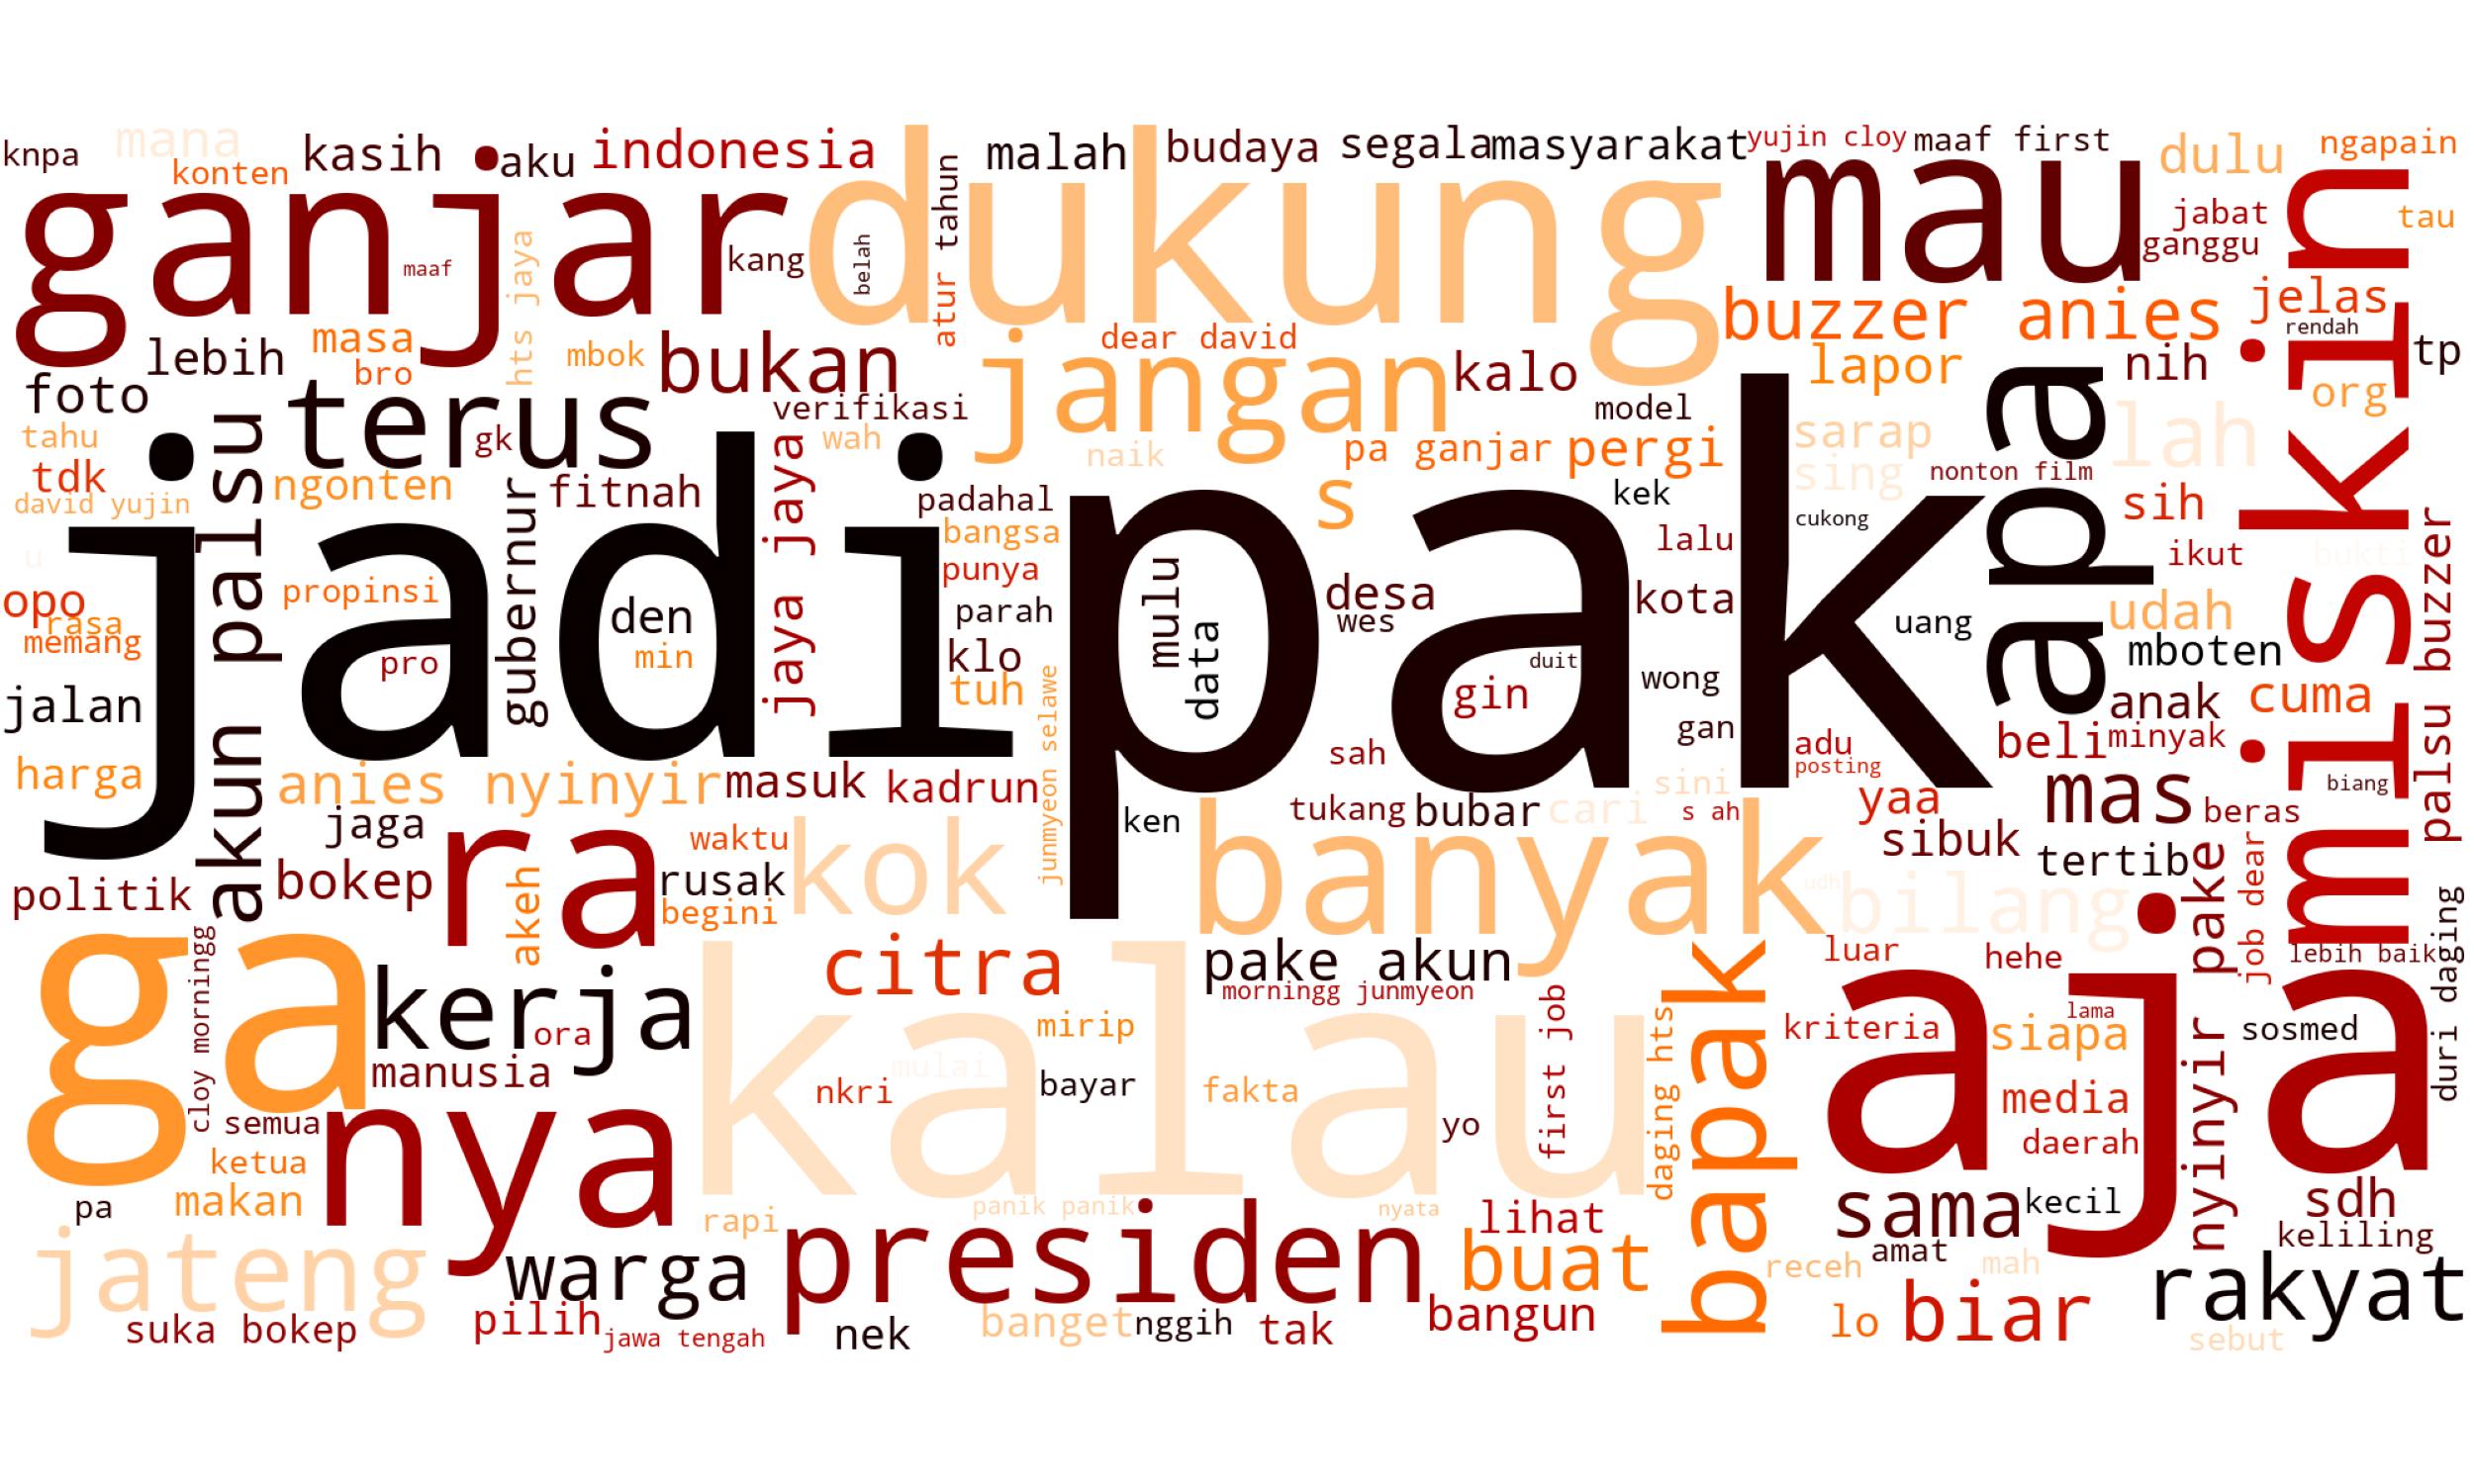 knpa
mana
konten
kasih
aku
indonesia
malah
budaya
segala
masyarakat
yujin cloy
maaf first
dulu
ngapain
ganjar
maaf
hts jaya
kang
dukung
belah
atur tahun
mau
jabat
ganggu
tau
miskin
lebih
masa
bro
mbok
bukan
dear david
jangan
kalo
buzzer anies
lapor
jelas
rendah
nih
tp
org
foto
tahu
tdk
david yujin
terus
gk
ngonten
fitnah
verifikasi
wah
naik
pa ganjar
model
pergi
sarap
sing
nonton film
lah
sih
ikut
bukti
u
akun palsu
jadi
pak
apa
gubernur
jaya jaya
padahal
bangsa
punya
parah
klo
tuh
s
kek
lalu
cukong
opo
rasa
memang
jalan
harga
propinsi
pro
den
min
mulu
data
desa
wes
kota
gin
duit
wong
gan
uang
udah
mboten
anak
cuma
palsu buzzer
beli
minyak
adu
posting
sah
sini
junmyeon selawe
anies nyinyir
masuk
kadrun
ken
tukang
bubar
cari
s ah
yaa
sibuk
mas
beras
biang
tertib
jaga
politik
bokep
ra
akeh
waktu
rusak
begini
kok
banyak
udh
bilang
nyinyir pake
job dear
lebih baik
duri daging
cloy morningg
ga
kerja
ora
manusia
citra
pake akun
morningg junmyeon
mirip
mulai
nkri
bayar
fakta
yo
first job
daging hts
bapak
luar
hehe
kriteria
siapa
lama
aja
media
daerah
sosmed
semua
ketua
makan
pa
nya
kalau
panik panik
nyata
rapi
presiden
lihat
buat
sama
kecil
sdh
keliling
jateng
warga
suka bokep
pilih
jawa tengah
nek
banget
nggih
tak
bangun
receh
amat
mah
lo
biar
rakyat
sebut